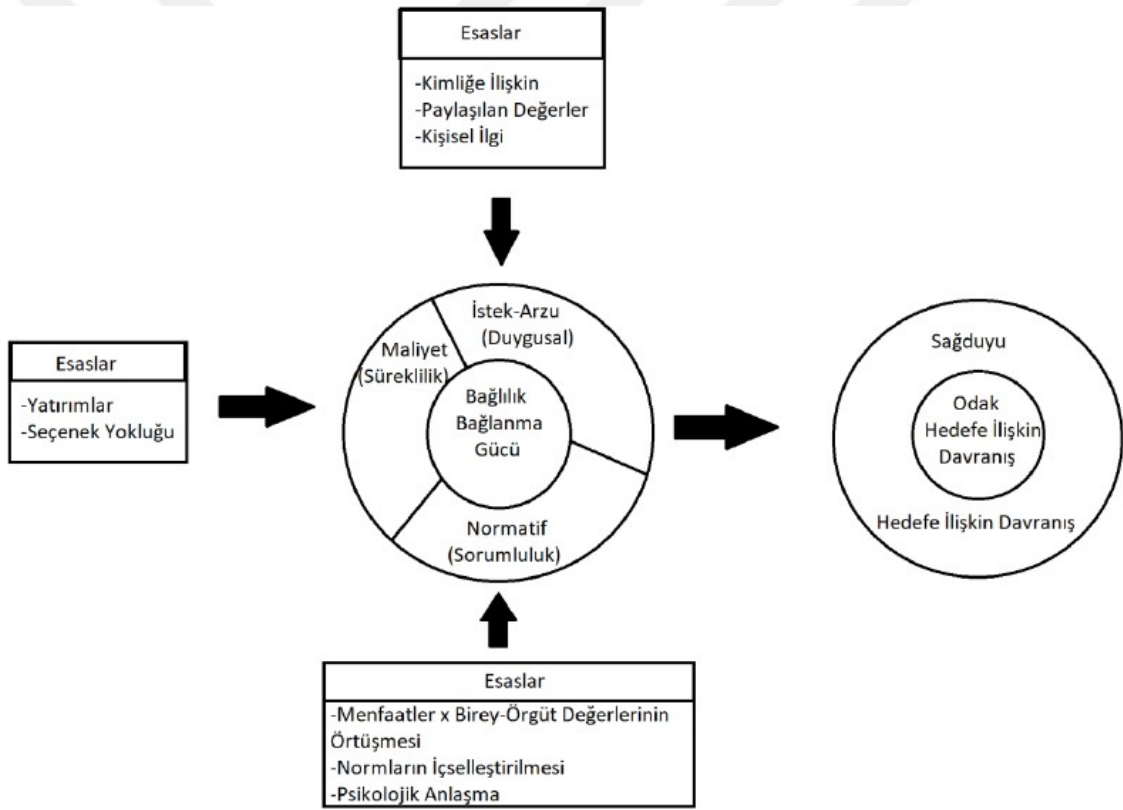 Esaslar
-Kimliğe İlişkin
-Paylaşılan Değerler
-Kişisel İlgi
Esaslar
-Yatırımlar
-Seçenek Yokluğu
İstek-Arzu
(Duygusal)
Maliyet
(Süreklilik)
Bağlılık
Bağlanma
Gücü
Normatif
(Sorumluluk)
Sağduyu
Odak
Hedefe İlişkin
Davranış
Hedefe İlişkin Davranış
Esaslar
-Menfaatler x Birey-Örgüt Değerlerinin
Örtüşmesi
-Normların İçselleştirilmesi
-Psikolojik Anlaşma